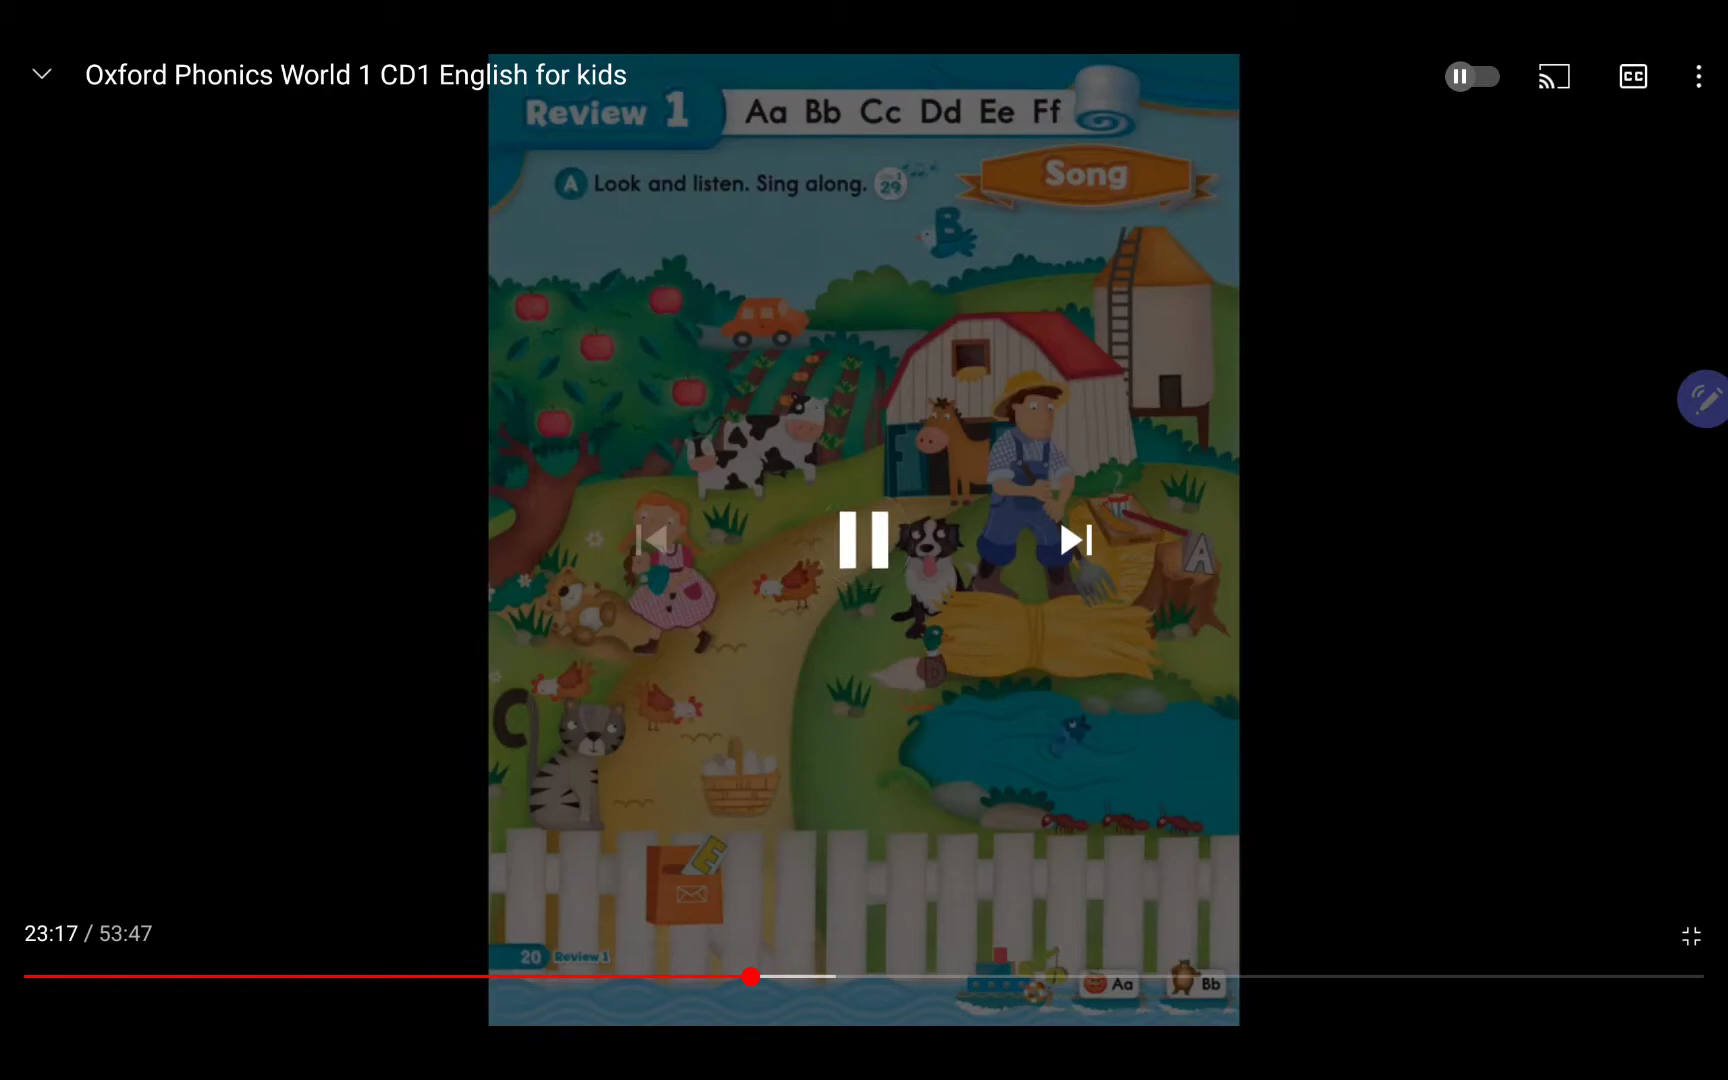 Oxford Phonics World 1 CD1 English for kids
CC
Review 1
Aa Bb Cc Dd Ee Ff
A Look and listen. Sing along. 29
Song
B
A
D
C
E
23:17 / 53:47
20 Review 1
Aa
Bb